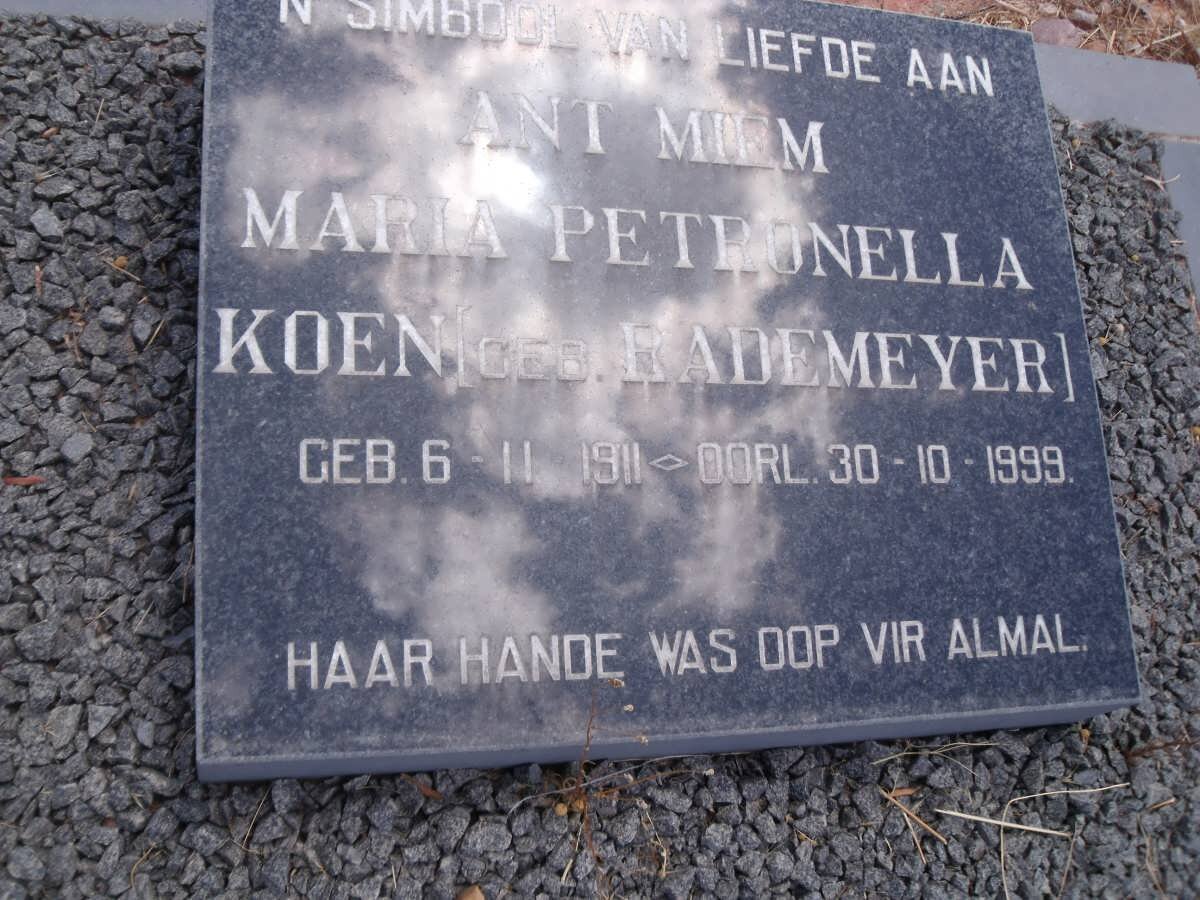 'N SIMBOOL VAN LIEFDE AAN
ANT MIEM
MARIA PETRONELLA
KOEN [GEB. RADEMEYER]
GEB. 6 - 11 - 1911 ◇ OORL. 30 - 10 - 1999.
HAAR HANDE WAS OOP VIR ALMAL.